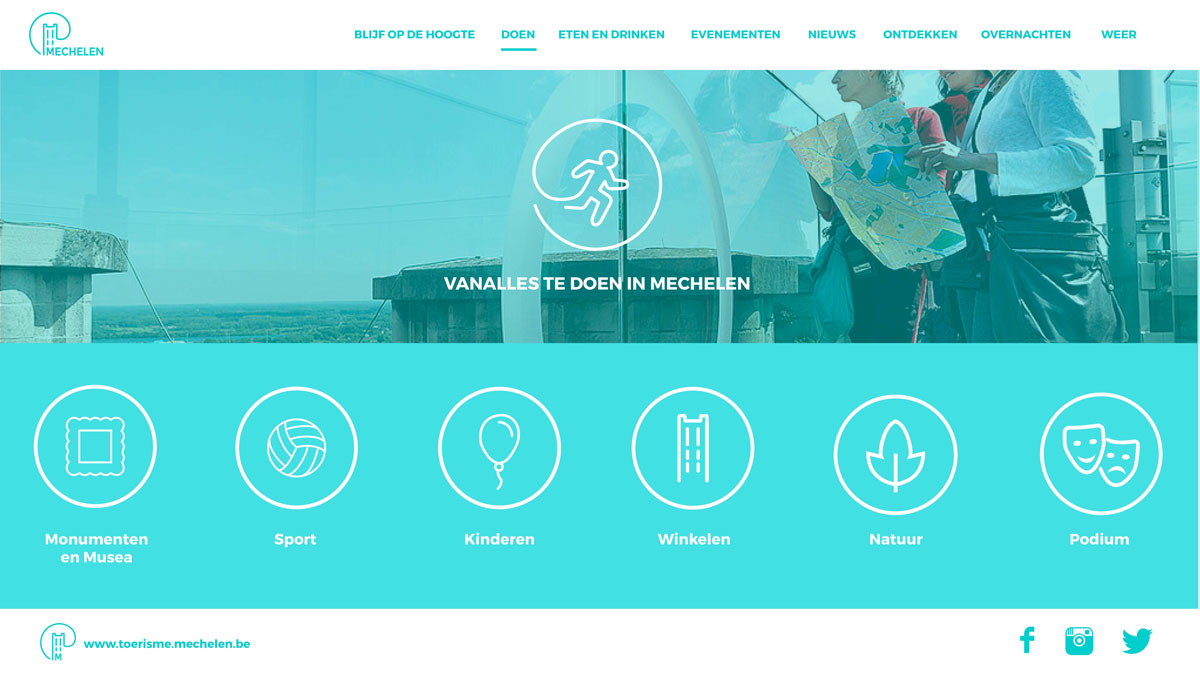 MECHELEN
BLIJF OP DE HOOGTE DOEN ETEN EN DRINKEN EVENEMENTEN NIEUWS ONTDEKKEN OVERNACHTEN WEER
VANALLES TE DOEN IN MECHELEN
Monumenten
en Musea
Sport
Kinderen
Winkelen
Natuur
Podium
M
www.toerisme.mechelen.be